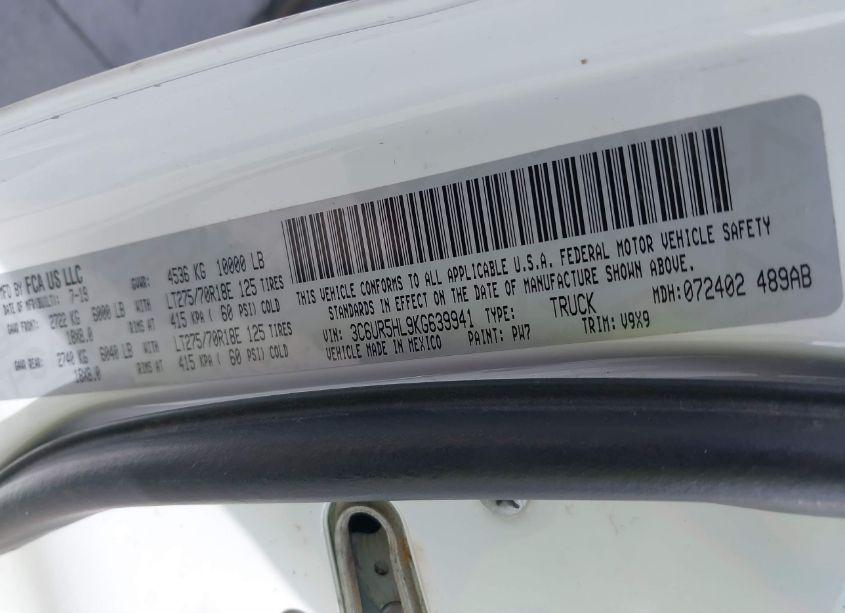 MFD BY FCA US LLC
DATE OF MFR(BUILT): 7-19
GVWR: 4536 KG 10000 LB
GAWR FRONT: 2722 KG 6000 LB WITH LT275/70R18E 125 TIRES
18X8.0 RIMS AT 415 KPA ( 60 PSI) COLD
GAWR REAR: 2740 KG 6040 LB WITH LT275/70R18E 125 TIRES
18X8.0 RIMS AT 415 KPA ( 60 PSI) COLD
THIS VEHICLE CONFORMS TO ALL APPLICABLE U.S.A. FEDERAL MOTOR VEHICLE SAFETY
STANDARDS IN EFFECT ON THE DATE OF MANUFACTURE SHOWN ABOVE.
VIN: 3C6UR5HL9KG639941 TYPE: TRUCK MDH: 072402 489AB
VEHICLE MADE IN MEXICO PAINT: PW7 TRIM: V9X9